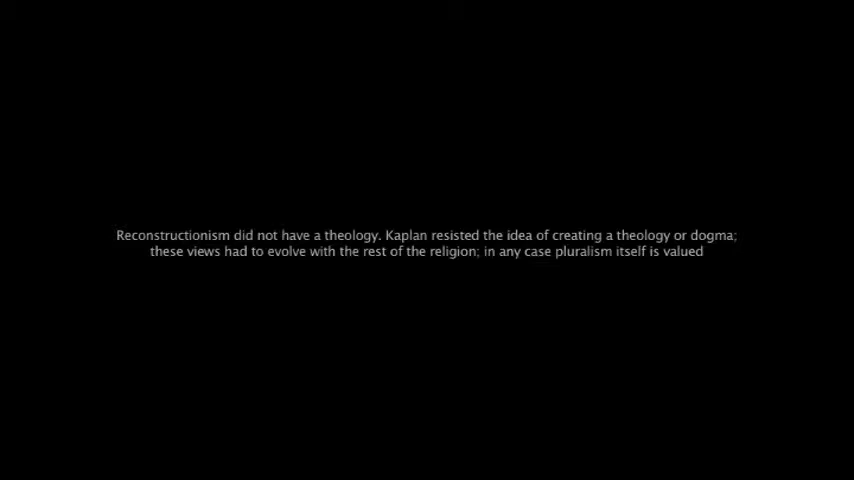 Reconstructionism did not have a theology. Kaplan resisted the idea of creating a theology or dogma;
these views had to evolve with the rest of the religion; in any case pluralism itself is valued